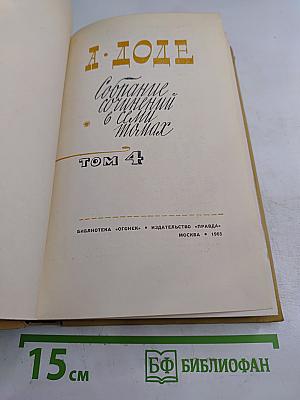 А·ДОДЕ
Собрание
сочинений
в семи
томах
ТОМ 4
БИБЛИОТЕКА «ОГОНЕК» • ИЗДАТЕЛЬСТВО «ПРАВДА»
МОСКВА • 1965
15 см
БФ БИБЛИОФАН